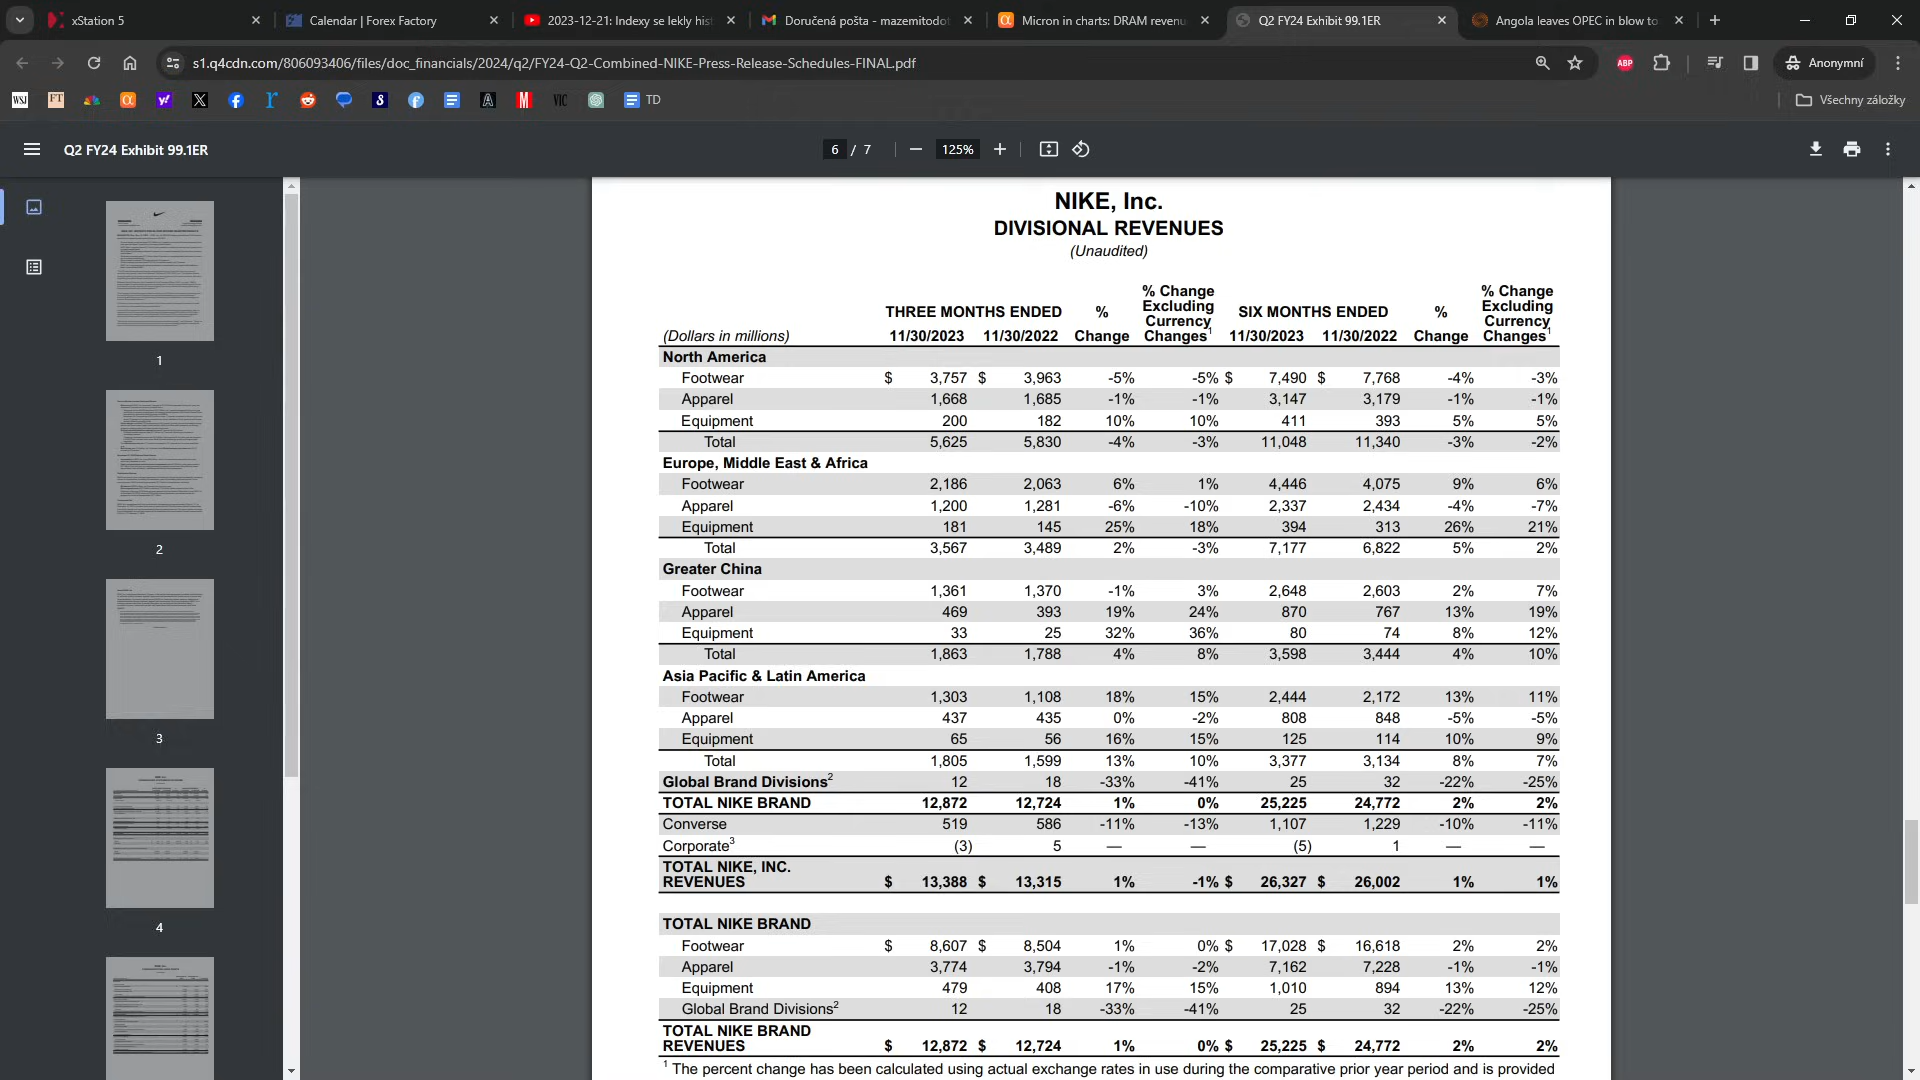 xStation 5
Calendar | Forex Factory
2023-12-21: Indexy se lekly his
Doručená pošta - mazemitodo
Micron in charts: DRAM revenu
Q2 FY24 Exhibit 99.1ER
Angola leaves OPEC in blow to
s1.q4cdn.com/806093406/files/doc_financials/2024/q2/FY24-Q2-Combined-NIKE-Press-Release-Schedules-FINAL.pdf
ABP
Anonymní
WSJ FT TD
Všechny záložky
Q2 FY24 Exhibit 99.1ER
6 / 7
125%
1
2
3
4
NIKE, Inc.
DIVISIONAL REVENUES
(Unaudited)
(Dollars in millions) THREE MONTHS ENDED 11/30/2023 11/30/2022 % Change % Change Excluding Currency Changes1 SIX MONTHS ENDED 11/30/2023 11/30/2022 % Change % Change Excluding Currency Changes1
North America
Footwear $ 3,757 $ 3,963 -5% -5% $ 7,490 $ 7,768 -4% -3%
Apparel 1,668 1,685 -1% -1% 3,147 3,179 -1% -1%
Equipment 200 182 10% 10% 411 393 5% 5%
Total 5,625 5,830 -4% -3% 11,048 11,340 -3% -2%
Europe, Middle East & Africa
Footwear 2,186 2,063 6% 1% 4,446 4,075 9% 6%
Apparel 1,200 1,281 -6% -10% 2,337 2,434 -4% -7%
Equipment 181 145 25% 18% 394 313 26% 21%
Total 3,567 3,489 2% -3% 7,177 6,822 5% 2%
Greater China
Footwear 1,361 1,370 -1% 3% 2,648 2,603 2% 7%
Apparel 469 393 19% 24% 870 767 13% 19%
Equipment 33 25 32% 36% 80 74 8% 12%
Total 1,863 1,788 4% 8% 3,598 3,444 4% 10%
Asia Pacific & Latin America
Footwear 1,303 1,108 18% 15% 2,444 2,172 13% 11%
Apparel 437 435 0% -2% 808 848 -5% -5%
Equipment 65 56 16% 15% 125 114 10% 9%
Total 1,805 1,599 13% 10% 3,377 3,134 8% 7%
Global Brand Divisions2 12 18 -33% -41% 25 32 -22% -25%
TOTAL NIKE BRAND 12,872 12,724 1% 0% 25,225 24,772 2% 2%
Converse 519 586 -11% -13% 1,107 1,229 -10% -11%
Corporate3 (3) 5 — — (5) 1 — —
TOTAL NIKE, INC.
REVENUES $ 13,388 $ 13,315 1% -1% $ 26,327 $ 26,002 1% 1%
TOTAL NIKE BRAND
Footwear $ 8,607 $ 8,504 1% 0% $ 17,028 $ 16,618 2% 2%
Apparel 3,774 3,794 -1% -2% 7,162 7,228 -1% -1%
Equipment 479 408 17% 15% 1,010 894 13% 12%
Global Brand Divisions2 12 18 -33% -41% 25 32 -22% -25%
TOTAL NIKE BRAND
REVENUES $ 12,872 $ 12,724 1% 0% $ 25,225 $ 24,772 2% 2%
1 The percent change has been calculated using actual exchange rates in use during the comparative prior year period and is provided